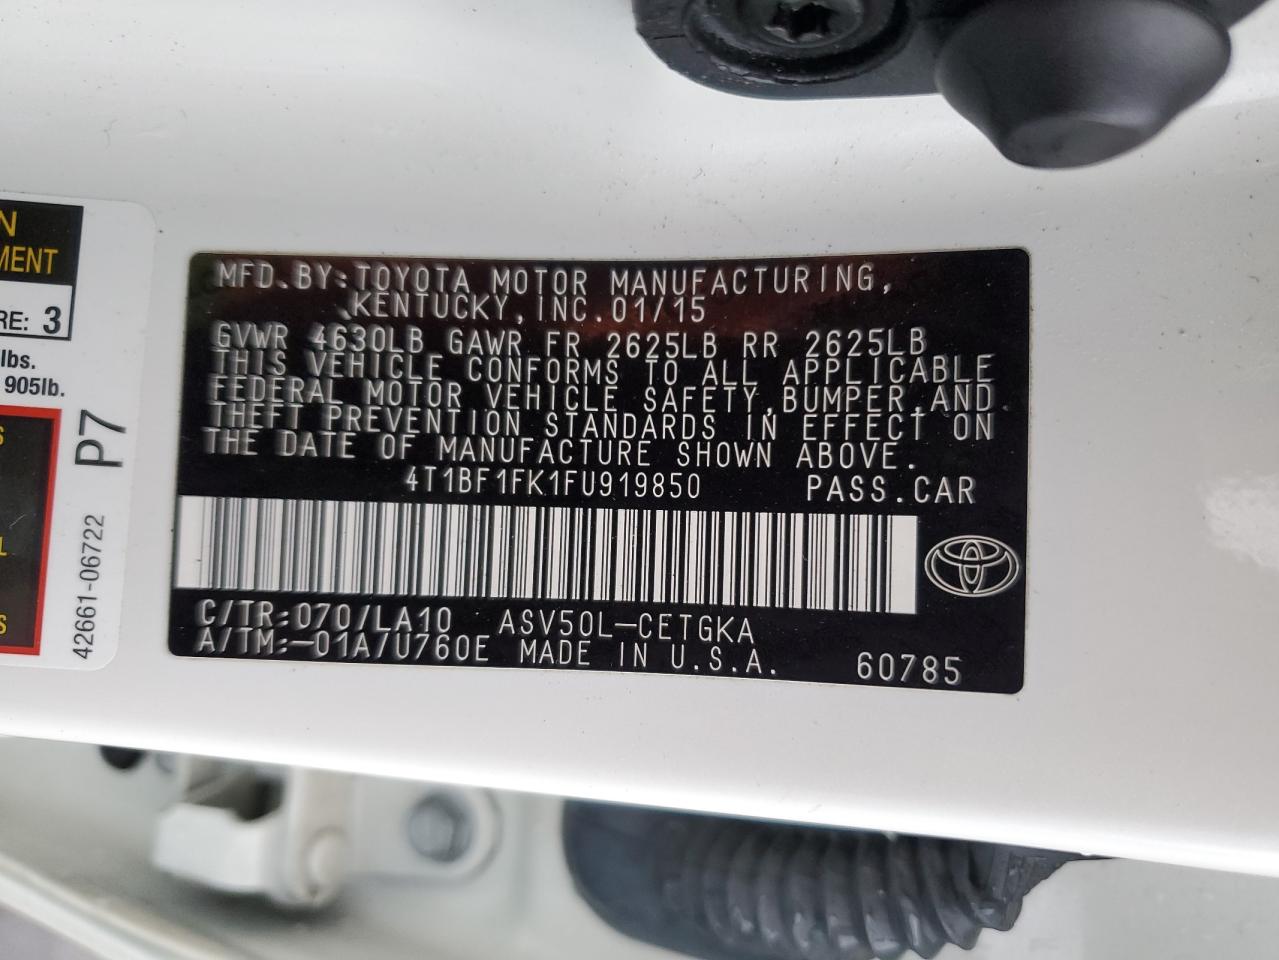 N
MENT
RE: 3
lbs.
905lb.
S
L
S
P7
42661-06722
MFD.BY:TOYOTA MOTOR MANUFACTURING,
KENTUCKY,INC.01/15
GVWR 4630LB GAWR FR 2625LB RR 2625LB
THIS VEHICLE CONFORMS TO ALL APPLICABLE
FEDERAL MOTOR VEHICLE SAFETY,BUMPER,AND
THEFT PREVENTION STANDARDS IN EFFECT ON
THE DATE OF MANUFACTURE SHOWN ABOVE.
4T1BF1FK1FU919850 PASS.CAR
C/TR:070/LA10 ASV50L-CETGKA
A/TM:-01A/U760E MADE IN U.S.A. 60785